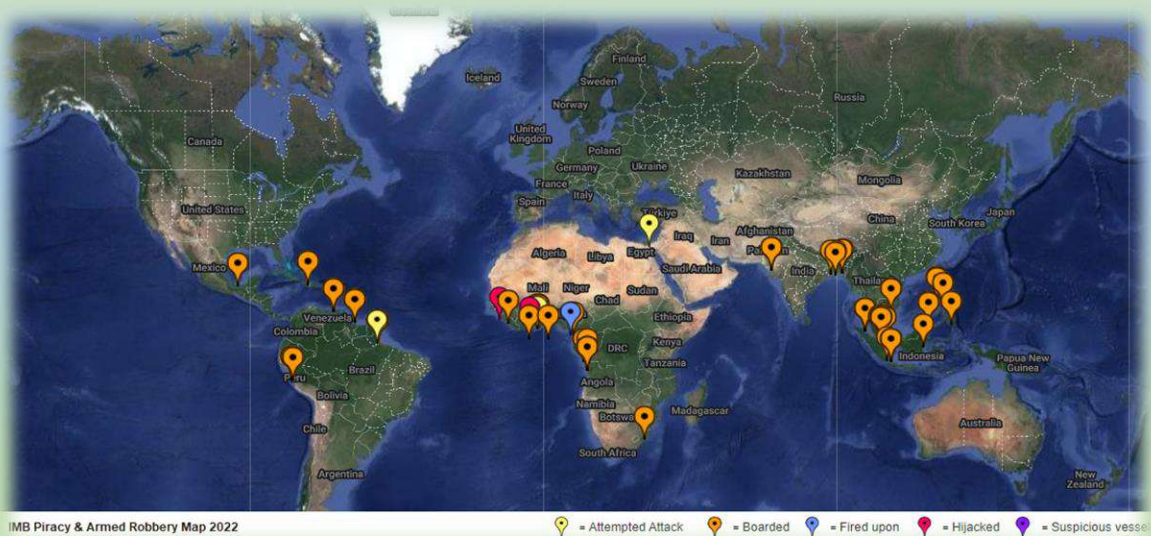 Iceland
Finland
Sweden
Norway
Russia
Canada
United
Kingdom
Poland
Germany
Ukraine
France
Kazakhstan
Mongolia
Italy
Spain
Türkiye
United States
China
Japan
South Korea
Afghanistan
Iraq
Iran
Algeria
Libya
Egypt
Pakistan
Mexico
Saudi Arabia
India
Mali
Niger
Chad
Sudan
Thaila
Venezuela
Ethiopia
Colombia
DRC
Kenya
Indonesia
Tanzania
Papua New
Guinea
Peru
Brazil
Angola
Bolivia
Namibia
Botswa
Madagascar
Chile
Australia
South Africa
Argentina
New
Zealand
IMB Piracy & Armed Robbery Map 2022
= Attempted Attack = Boarded = Fired upon = Hijacked = Suspicious vessel